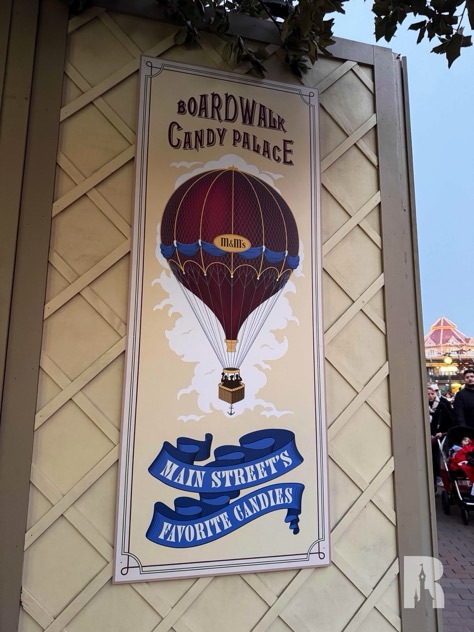 BOARDWALK
CANDY PALACE
M&M's
MAIN STREET'S
FAVORITE CANDIES
R